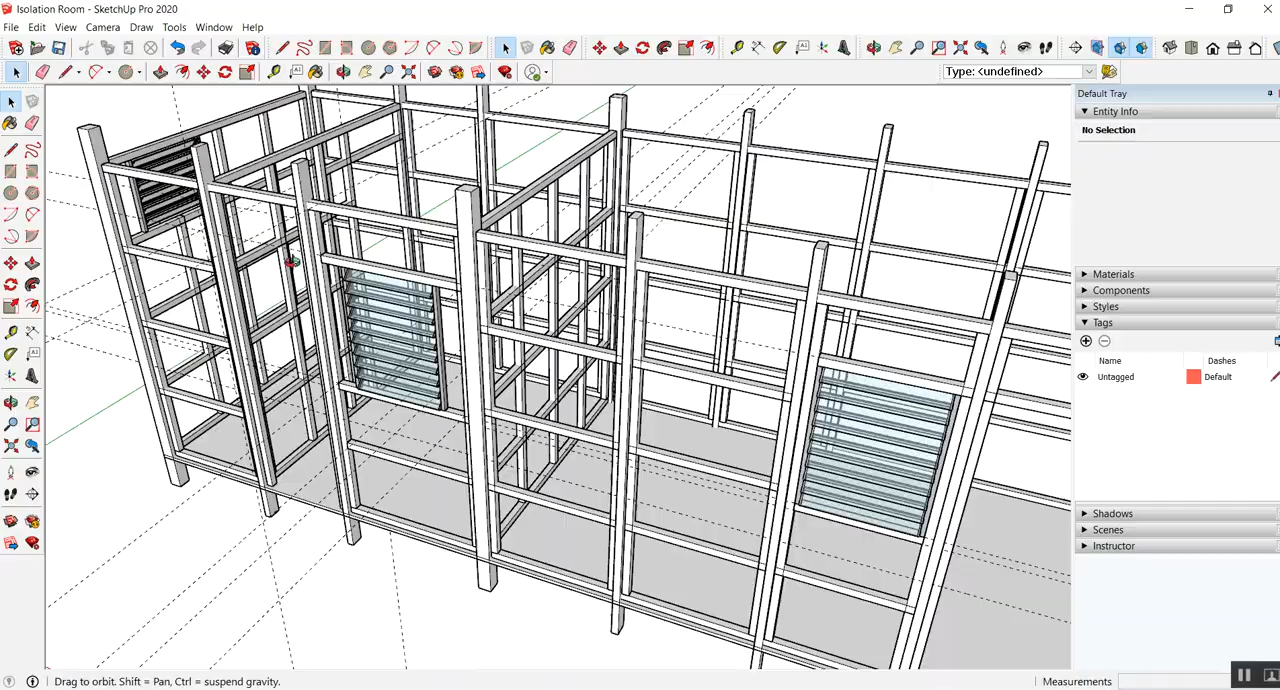 Isolation Room - SketchUp Pro 2020
File Edit View Camera Draw Tools Window Help
Type: <undefined>
Default Tray
Entity Info
No Selection
Materials
Components
Styles
Tags
Name Dashes
Untagged Default
Shadows
Scenes
Instructor
Drag to orbit. Shift = Pan, Ctrl = suspend gravity.
Measurements